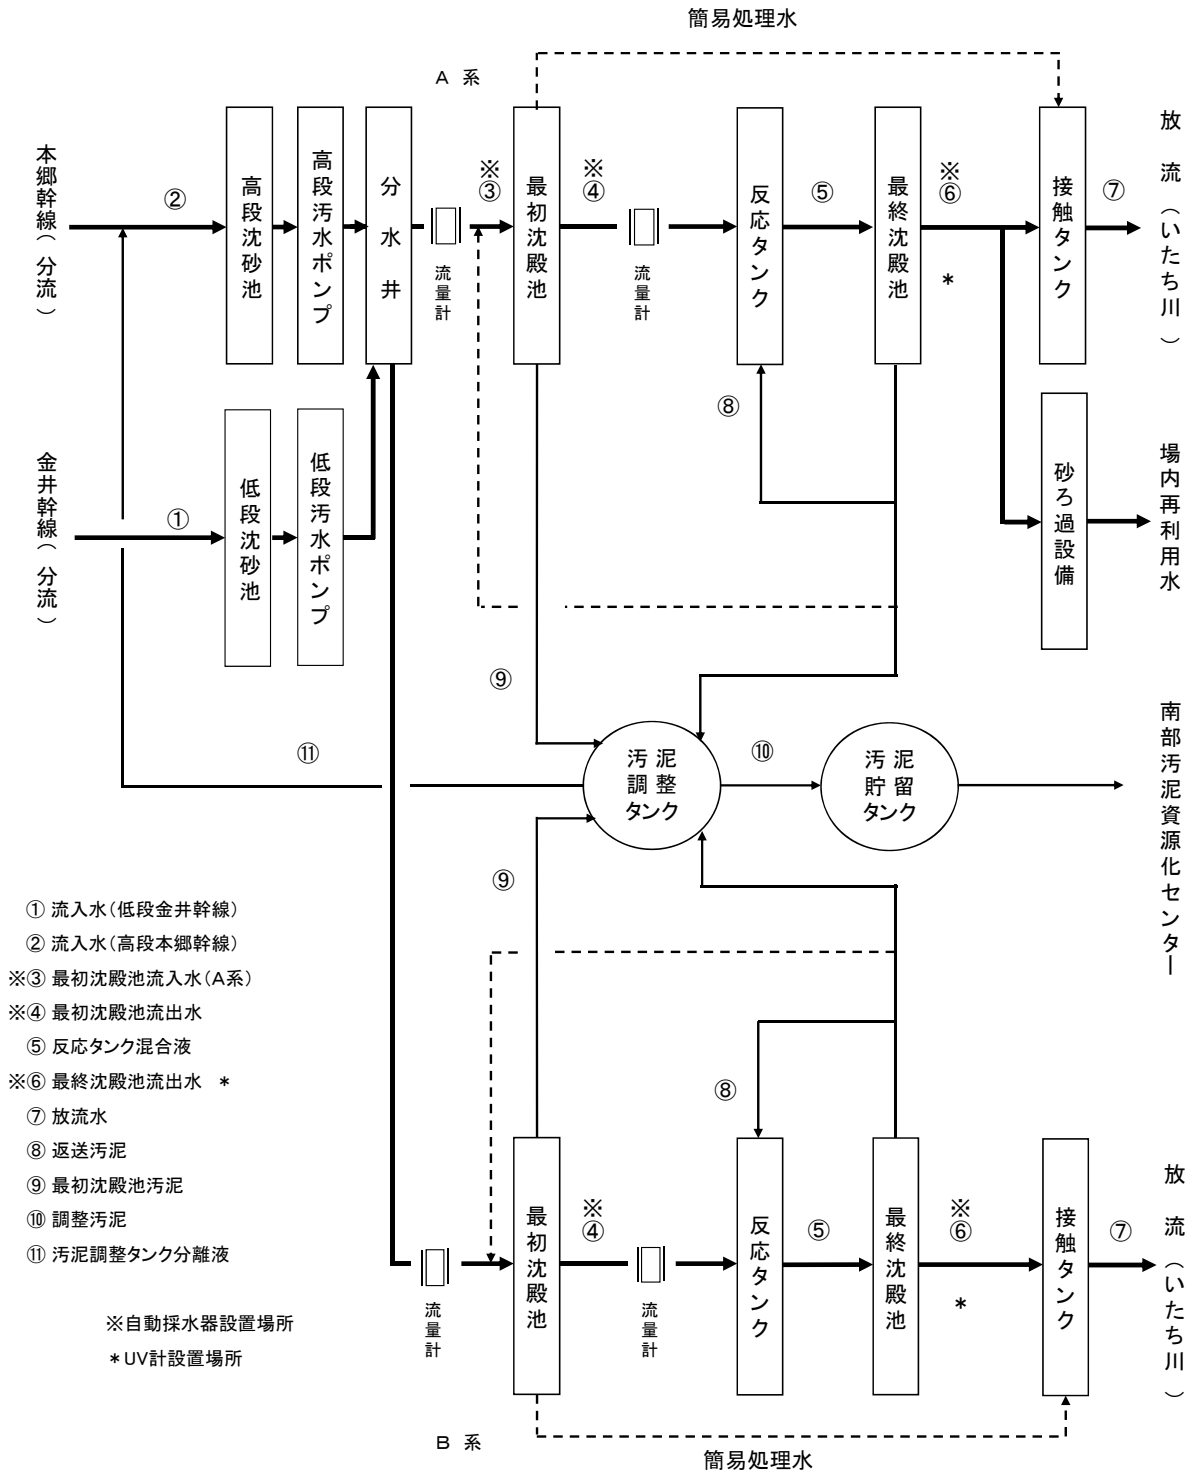 簡易処理水
A 系
本郷幹線(分流)
②
高段沈砂池
高段汚水ポンプ
分水井
流量計
※③
最初沈殿池
※④
流量計
反応タンク
⑤
最終沈殿池
※⑥
*
接触タンク
⑦
放流(いたち川)
金井幹線(分流)
①
低段沈砂池
低段汚水ポンプ
⑧
砂ろ過設備
場内再利用水
⑨
⑪
汚泥
調整
タンク
⑩
汚泥
貯留
タンク
南部汚泥資源化センター
⑨
⑧
流量計
最初沈殿池
※④
流量計
反応タンク
⑤
最終沈殿池
※⑥
*
接触タンク
⑦
放流(いたち川)
B 系
簡易処理水
① 流入水(低段金井幹線)
② 流入水(高段本郷幹線)
※③ 最初沈殿池流入水(A系)
※④ 最初沈殿池流出水
⑤ 反応タンク混合液
※⑥ 最終沈殿池流出水 *
⑦ 放流水
⑧ 返送汚泥
⑨ 最初沈殿池汚泥
⑩ 調整汚泥
⑪ 汚泥調整タンク分離液
※自動採水器設置場所
*UV計設置場所